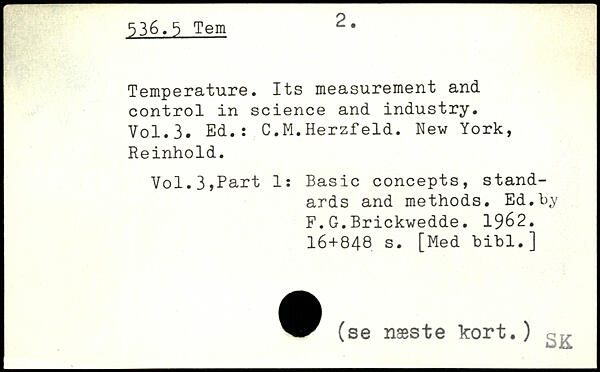 536.5 Tem
2.
Temperature. Its measurement and
control in science and industry.
Vol.3. Ed.: C.M.Herzfeld. New York,
Reinhold.
Vol.3,Part 1: Basic concepts, stand-
ards and methods. Ed.by
F.G.Brickwedde. 1962.
16+848 s. [Med bibl.]
(se næste kort.)
SK